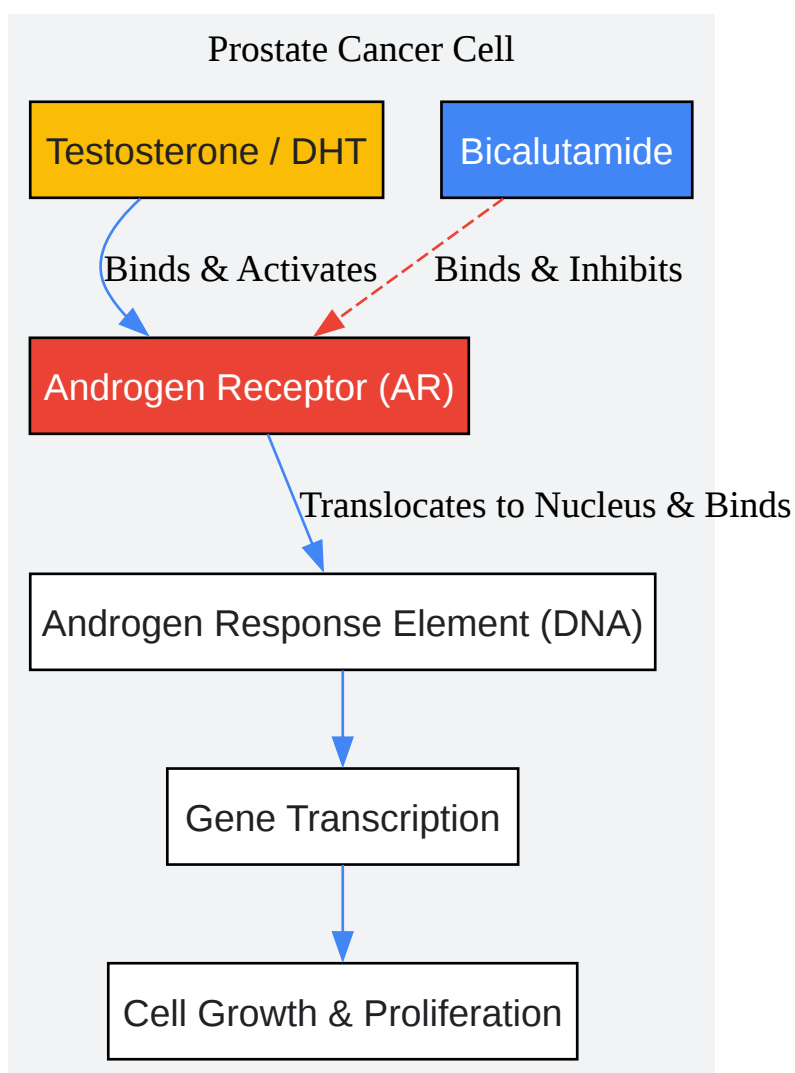 Prostate Cancer Cell
Testosterone / DHT
Bicalutamide
Binds & Activates
Binds & Inhibits
Androgen Receptor (AR)
Translocates to Nucleus & Binds
Androgen Response Element (DNA)
Gene Transcription
Cell Growth & Proliferation